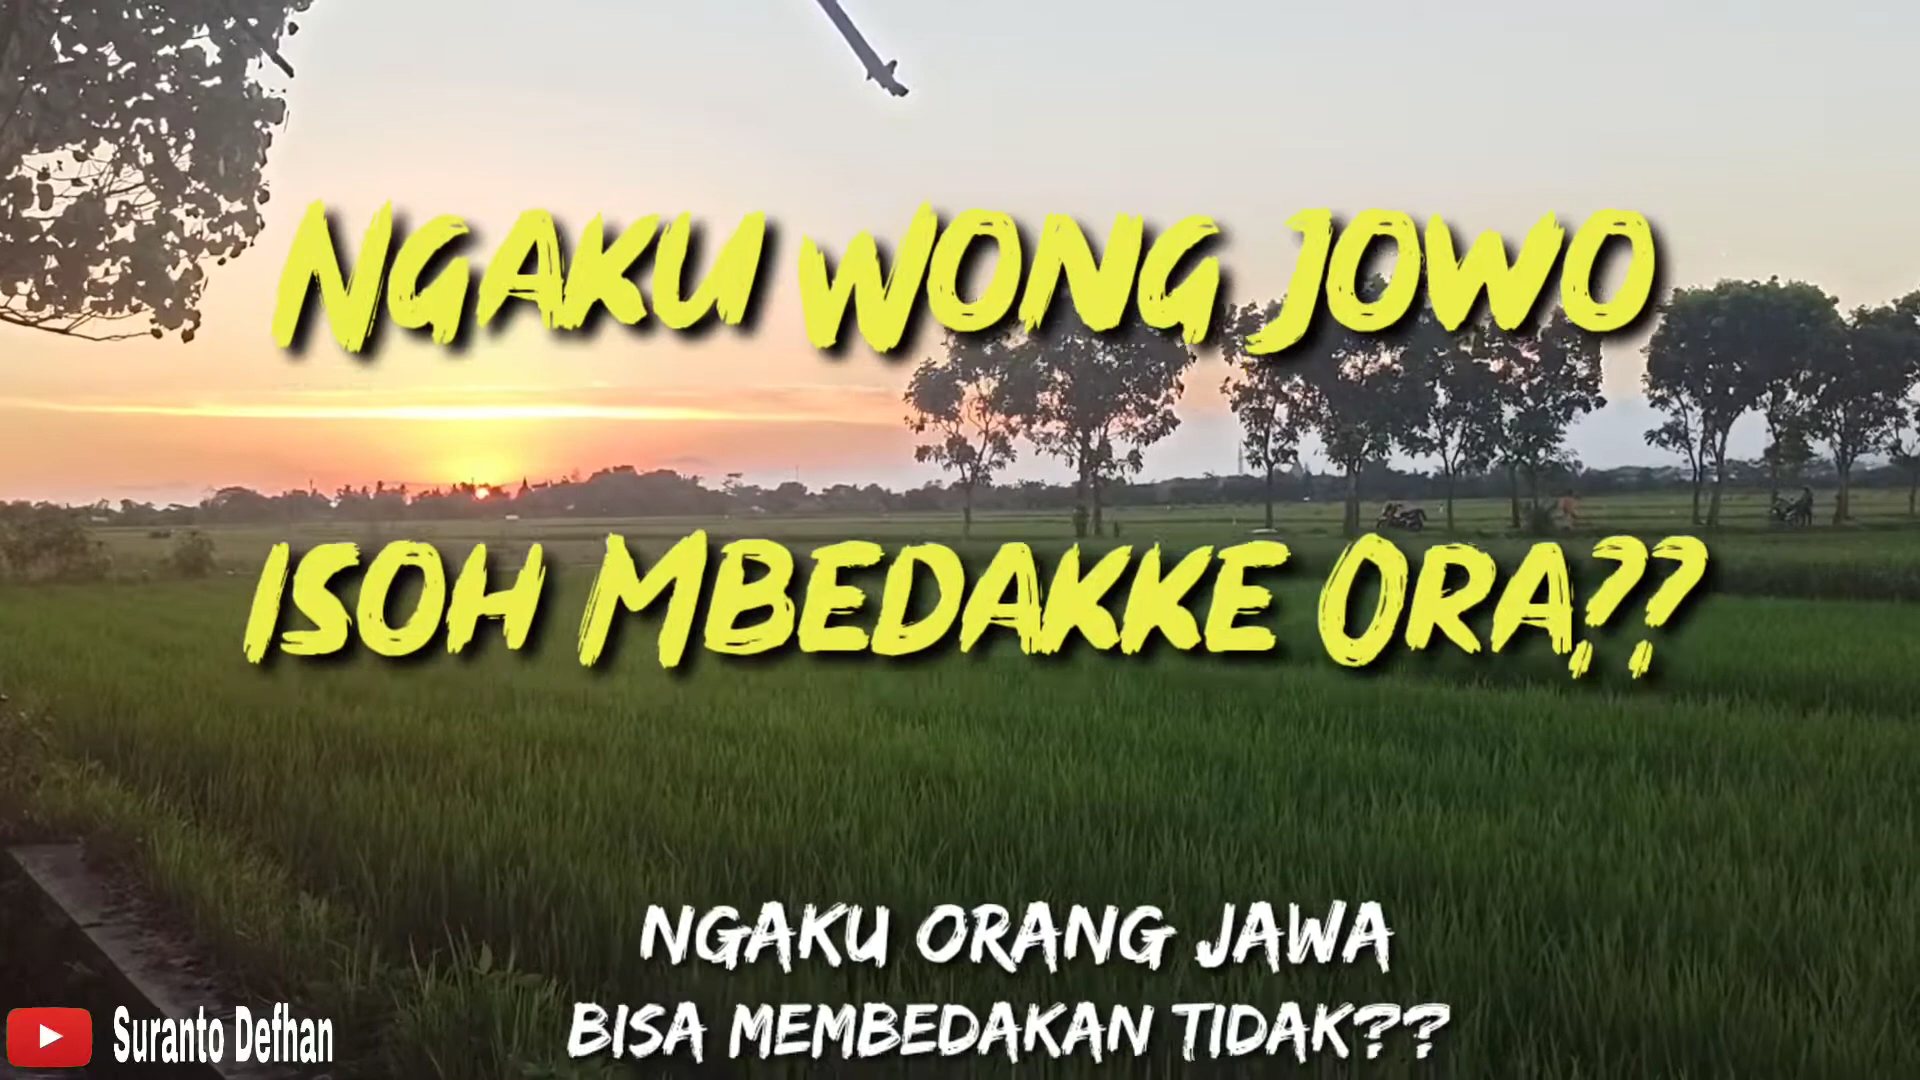 Ngaku Wong Jowo
isoh Mbedakke Ora??
NGAKU ORANG JAWA
BISA MEMBEDAKAN TIDAK??
Suranto Defhan